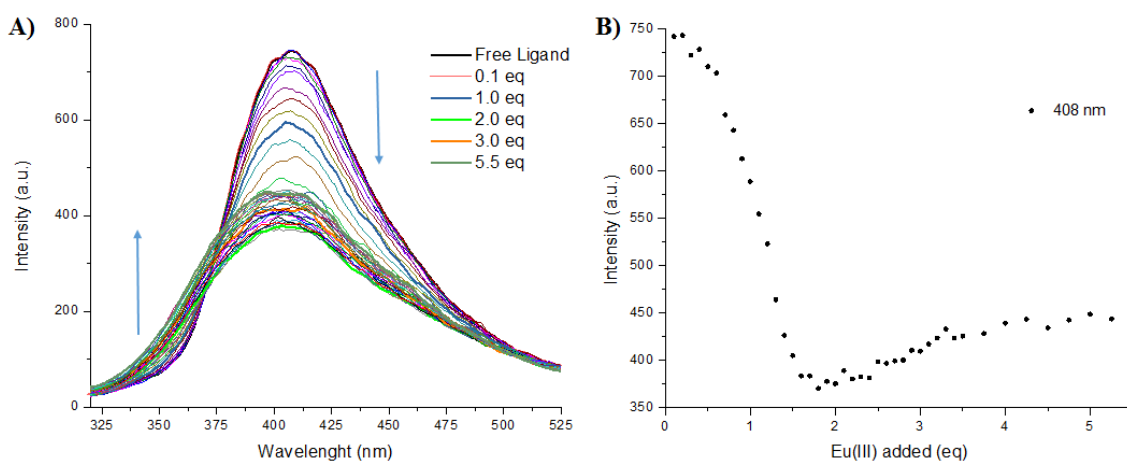 A)
Intensity (a.u.)
800
600
400
200
0
325
350
375
400
425
450
475
500
525
Wavelenght (nm)
Free Ligand
0.1 eq
1.0 eq
2.0 eq
3.0 eq
5.5 eq
B)
Intensity (a.u.)
750
700
650
600
550
500
450
400
350
0
1
2
3
4
5
Eu(III) added (eq)
408 nm